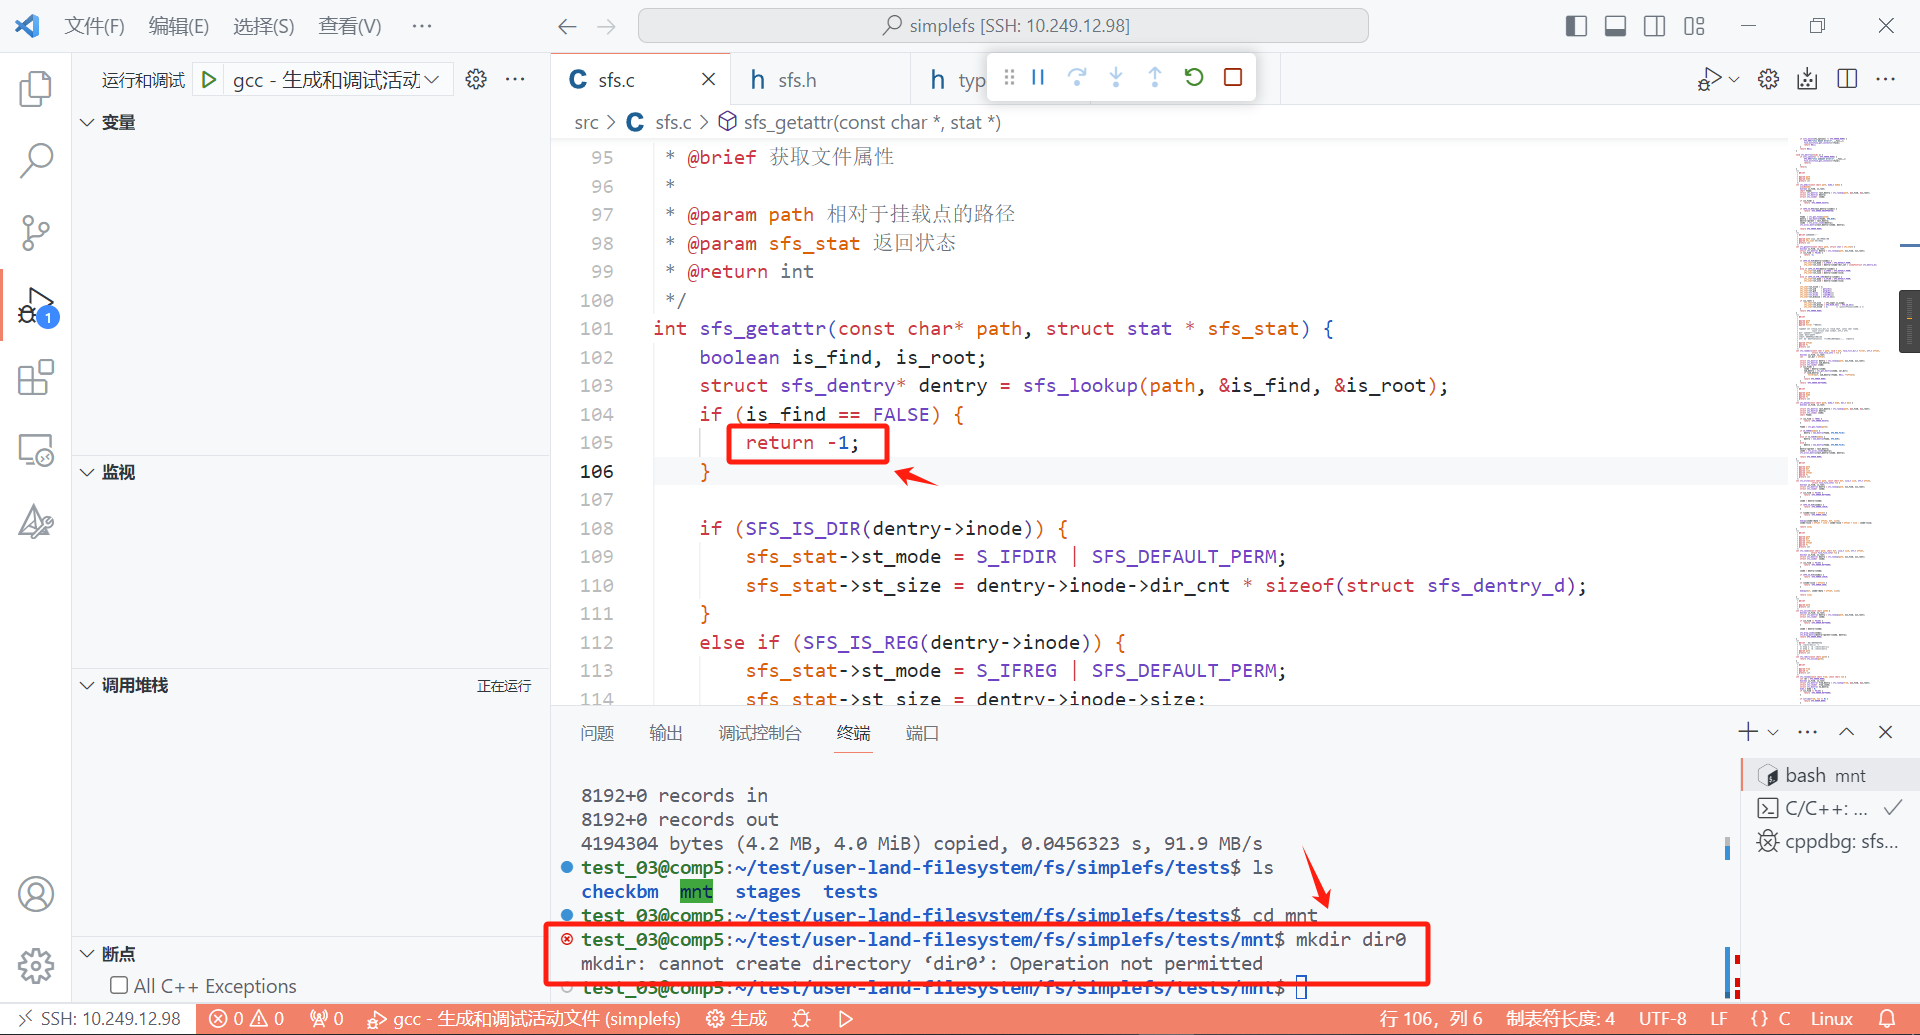 文件(F) 编辑(E) 选择(S) 查看(V) ···
simplefs [SSH: 10.249.12.98]
运行和调试 gcc - 生成和调试活动 ···
变量
监视
调用堆栈 正在运行
断点
All C++ Exceptions
1
C sfs.c
h sfs.h
h typ
src > C sfs.c > sfs_getattr(const char *, stat *)
95 * @brief 获取文件属性
96 *
97 * @param path 相对于挂载点的路径
98 * @param sfs_stat 返回状态
99 * @return int
100 */
101 int sfs_getattr(const char* path, struct stat * sfs_stat) {
102 boolean is_find, is_root;
103 struct sfs_dentry* dentry = sfs_lookup(path, &is_find, &is_root);
104 if (is_find == FALSE) {
105 return -1;
106 }
107
108 if (SFS_IS_DIR(dentry->inode)) {
109 sfs_stat->st_mode = S_IFDIR | SFS_DEFAULT_PERM;
110 sfs_stat->st_size = dentry->inode->dir_cnt * sizeof(struct sfs_dentry_d);
111 }
112 else if (SFS_IS_REG(dentry->inode)) {
113 sfs_stat->st_mode = S_IFREG | SFS_DEFAULT_PERM;
114 sfs_stat->st_size = dentry->inode->size;
问题 输出 调试控制台 终端 端口
8192+0 records in
8192+0 records out
4194304 bytes (4.2 MB, 4.0 MiB) copied, 0.0456323 s, 91.9 MB/s
test_03@comp5:~/test/user-land-filesystem/fs/simplefs/tests$ ls
checkbm mnt stages tests
test_03@comp5:~/test/user-land-filesystem/fs/simplefs/tests$ cd mnt
test_03@comp5:~/test/user-land-filesystem/fs/simplefs/tests/mnt$ mkdir dir0
mkdir: cannot create directory ‘dir0’: Operation not permitted
test_03@comp5:~/test/user-land-filesystem/fs/simplefs/tests/mnt$
bash mnt
C/C++: ...
cppdbg: sfs...
SSH: 10.249.12.98 0 0 0 gcc - 生成和调试活动文件 (simplefs) 生成
行 106，列 6 制表符长度: 4 UTF-8 LF {} C Linux